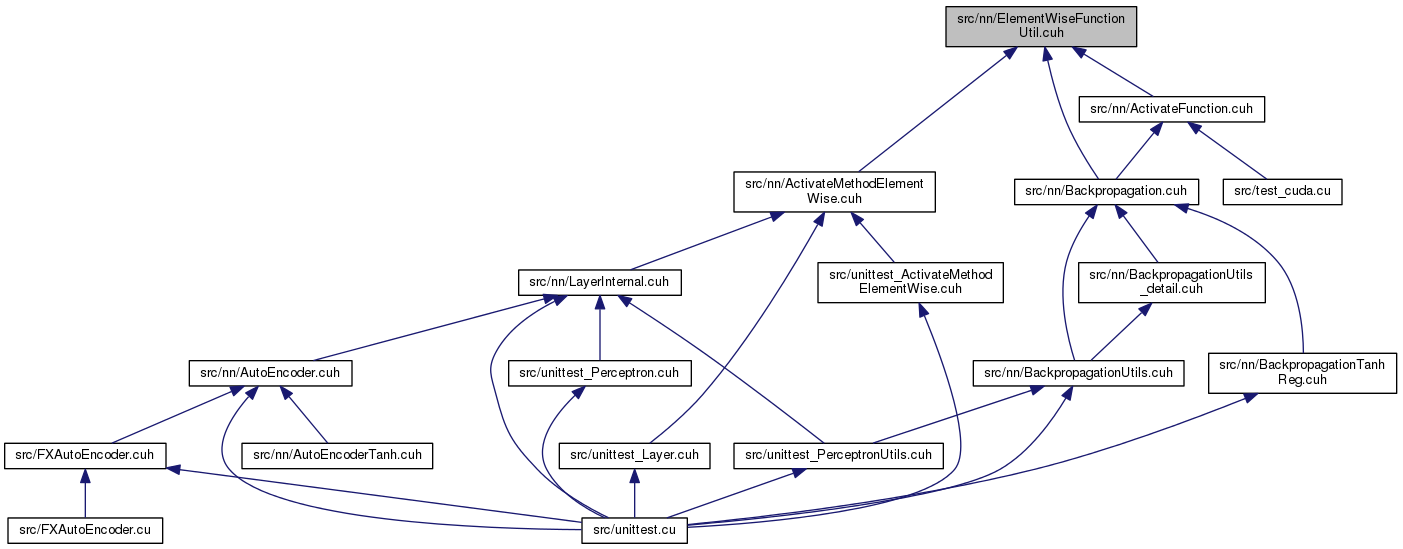 src/nn/ElementWiseFunction
Util.cuh
src/nn/ActivateFunction.cuh
src/nn/ActivateMethodElement
Wise.cuh
src/nn/Backpropagation.cuh
src/test_cuda.cu
src/nn/LayerInternal.cuh
src/unittest_ActivateMethod
ElementWise.cuh
src/nn/BackpropagationUtils
_detail.cuh
src/nn/AutoEncoder.cuh
src/unittest_Perceptron.cuh
src/nn/BackpropagationUtils.cuh
src/nn/BackpropagationTanh
Reg.cuh
src/FXAutoEncoder.cuh
src/nn/AutoEncoderTanh.cuh
src/unittest_Layer.cuh
src/unittest_PerceptronUtils.cuh
src/FXAutoEncoder.cu
src/unittest.cu